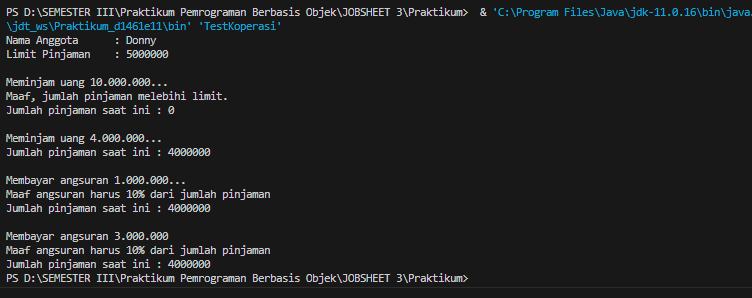 PS D:\SEMESTER III\Praktikum Pemrograman Berbasis Objek\JOBSHEET 3\Praktikum>  & 'C:\Program Files\Java\jdk-11.0.16\bin\java.
\jdt_ws\Praktikum_d1461e11\bin' 'TestKoperasi'
Nama Anggota    : Donny
Limit Pinjaman  : 5000000
Meminjam uang 10.000.000...
Maaf, jumlah pinjaman melebihi limit.
Jumlah pinjaman saat ini : 0
Meminjam uang 4.000.000...
Jumlah pinjaman saat ini : 4000000
Membayar angsuran 1.000.000...
Maaf angsuran harus 10% dari jumlah pinjaman
Jumlah pinjaman saat ini : 4000000
Membayar angsuran 3.000.000
Maaf angsuran harus 10% dari jumlah pinjaman
Jumlah pinjaman saat ini : 4000000
PS D:\SEMESTER III\Praktikum Pemrograman Berbasis Objek\JOBSHEET 3\Praktikum>